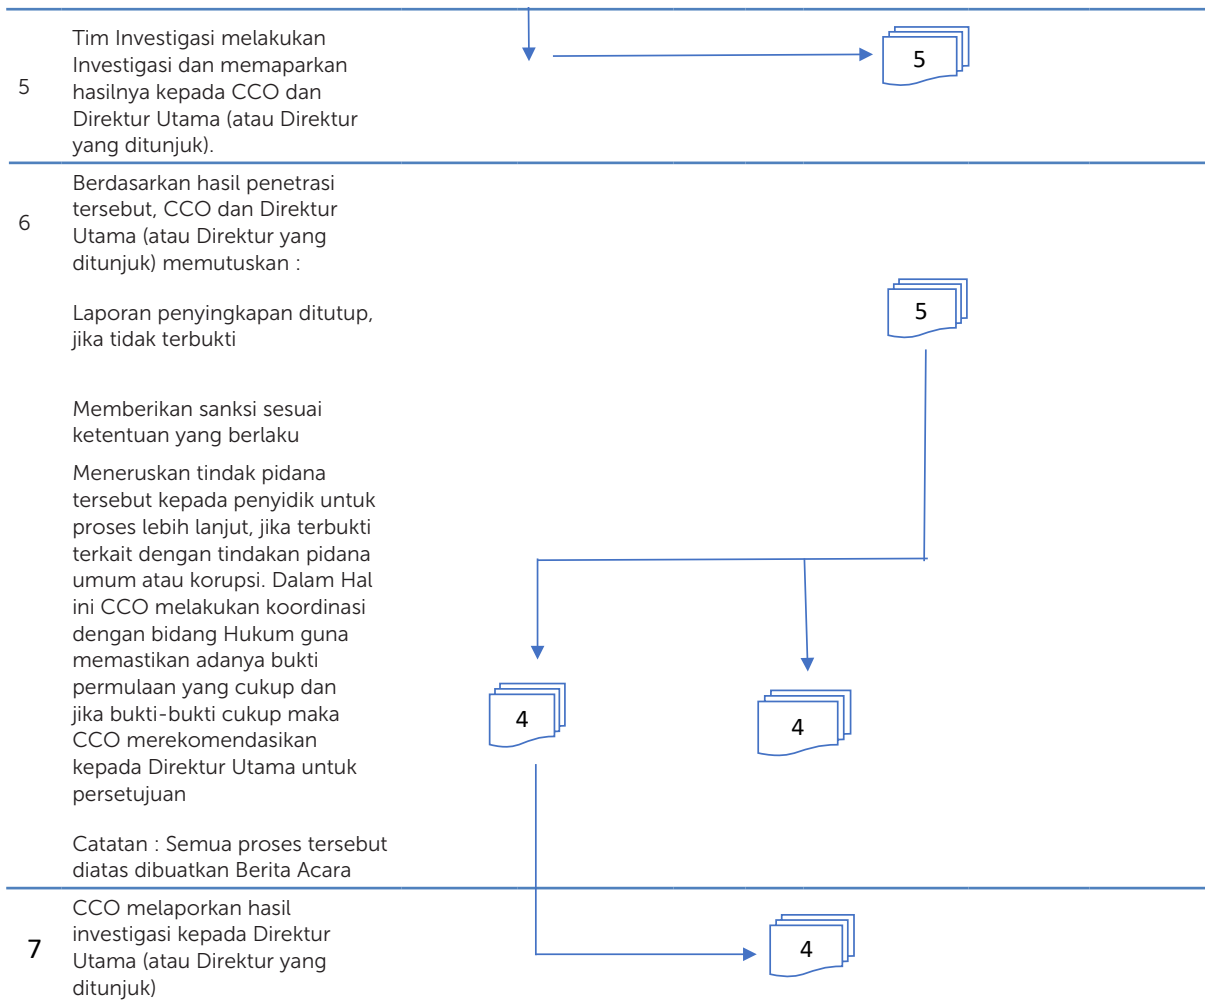 Tim Investigasi melakukan
Investigasi dan memaparkan
5 hasilnya kepada CCO dan
Direktur Utama (atau Direktur
yang ditunjuk).
5
Berdasarkan hasil penetrasi
6 tersebut, CCO dan Direktur
Utama (atau Direktur yang
ditunjuk) memutuskan :
Laporan penyingkapan ditutup,
jika tidak terbukti
5
Memberikan sanksi sesuai
ketentuan yang berlaku
Meneruskan tindak pidana
tersebut kepada penyidik untuk
proses lebih lanjut, jika terbukti
terkait dengan tindakan pidana
umum atau korupsi. Dalam Hal
ini CCO melakukan koordinasi
dengan bidang Hukum guna
memastikan adanya bukti
permulaan yang cukup dan
jika bukti-bukti cukup maka
CCO merekomendasikan
kepada Direktur Utama untuk
persetujuan
4 4
Catatan : Semua proses tersebut
diatas dibuatkan Berita Acara
CCO melaporkan hasil
7 investigasi kepada Direktur
Utama (atau Direktur yang
ditunjuk)
4